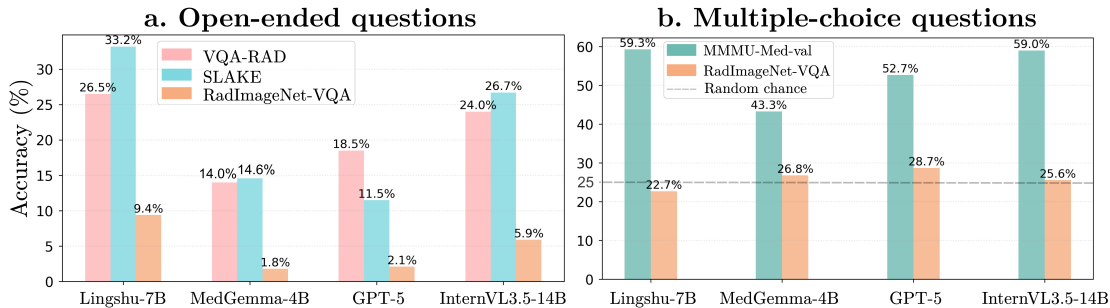 a. Open-ended questions
Accuracy (%)
30
25
20
15
10
5
0
VQA-RAD
SLAKE
RadImageNet-VQA
26.5%
33.2%
9.4%
14.0%
14.6%
1.8%
18.5%
11.5%
2.1%
24.0%
26.7%
5.9%
Lingshu-7B
MedGemma-4B
GPT-5
InternVL3.5-14B
b. Multiple-choice questions
60
50
40
30
25
20
10
0
MMMU-Med-val
RadImageNet-VQA
Random chance
59.3%
22.7%
43.3%
26.8%
52.7%
28.7%
59.0%
25.6%
Lingshu-7B
MedGemma-4B
GPT-5
InternVL3.5-14B